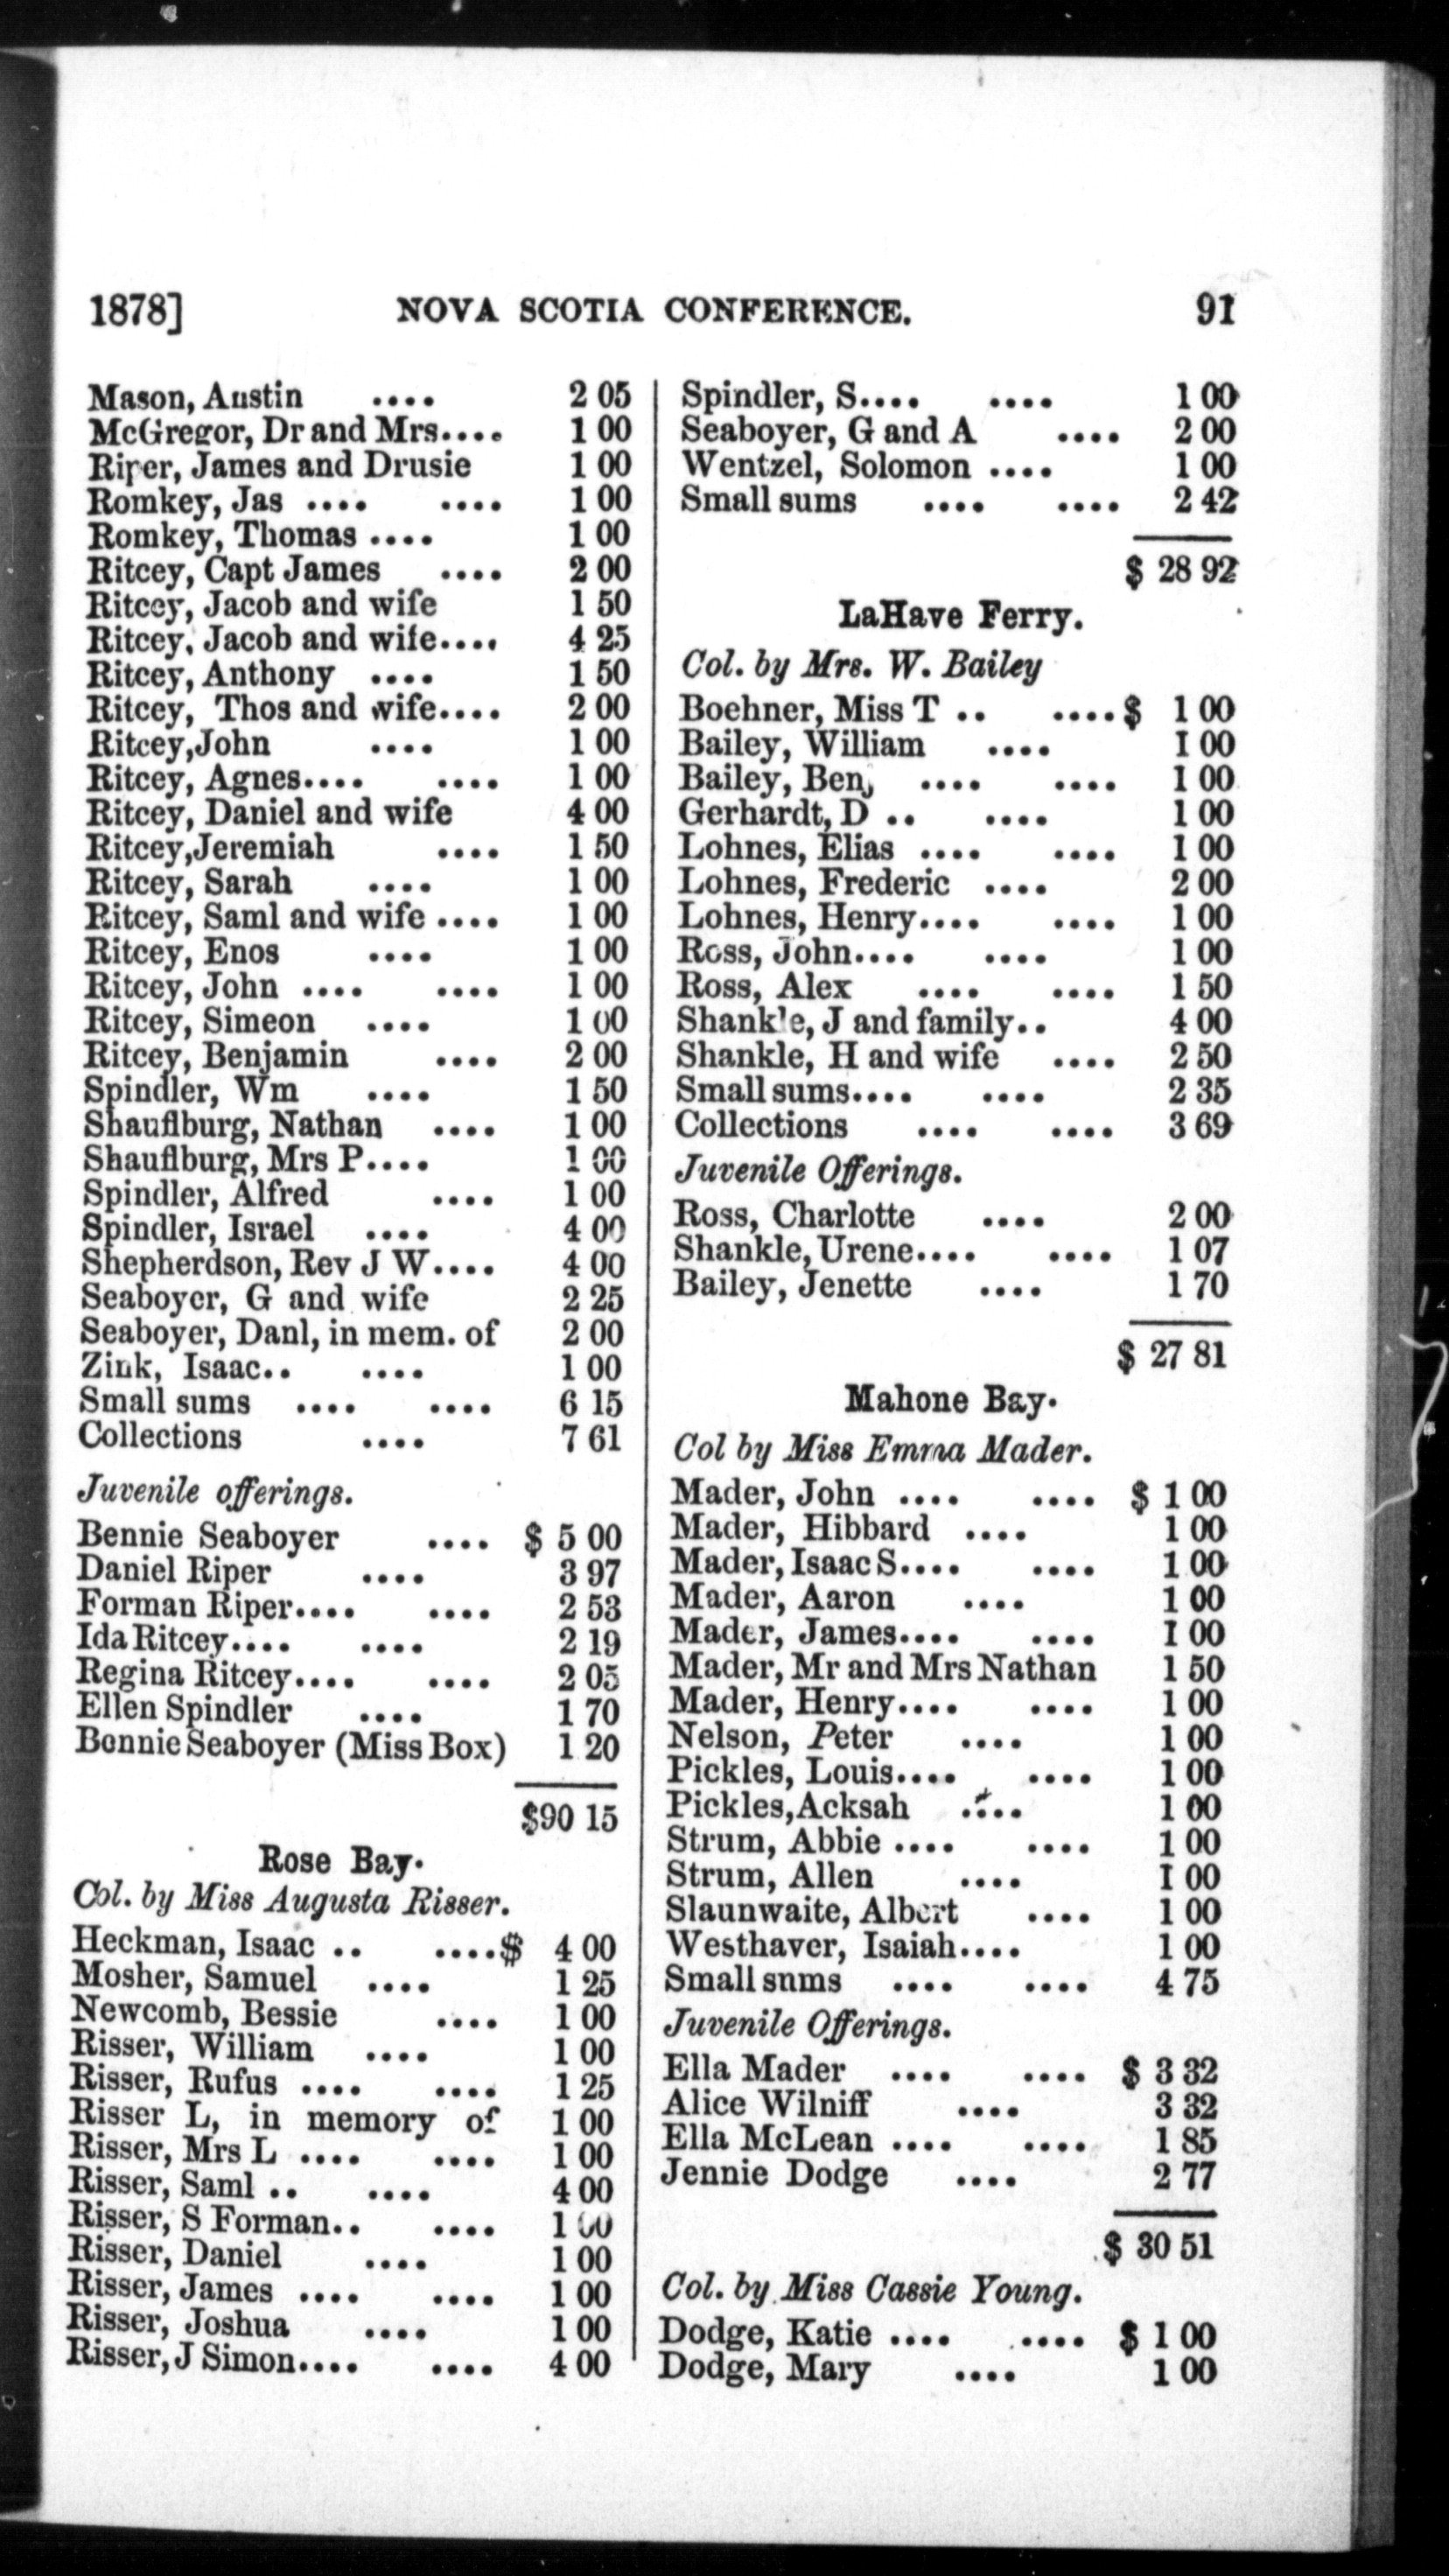 1878] NOVA SCOTIA CONFERENCE. 91
Mason, Austin .... 2 05
McGregor, Dr and Mrs.... 1 00
Riper, James and Drusie 1 00
Romkey, Jas .... .... 1 00
Romkey, Thomas .... 1 00
Ritcey, Capt James .... 2 00
Ritcey, Jacob and wife 1 50
Ritcey, Jacob and wife.... 4 25
Ritcey, Anthony .... 1 50
Ritcey, Thos and wife.... 2 00
Ritcey,John .... 1 00
Ritcey, Agnes.... .... 1 00
Ritcey, Daniel and wife 4 00
Ritcey,Jeremiah .... 1 50
Ritcey, Sarah .... 1 00
Ritcey, Saml and wife .... 1 00
Ritcey, Enos .... 1 00
Ritcey, John .... .... 1 00
Ritcey, Simeon .... 1 00
Ritcey, Benjamin .... 2 00
Spindler, Wm .... 1 50
Shauflburg, Nathan .... 1 00
Shauflburg, Mrs P.... 1 00
Spindler, Alfred .... 1 00
Spindler, Israel .... 4 00
Shepherdson, Rev J W.... 4 00
Seaboyer, G and wife 2 25
Seaboyer, Danl, in mem. of 2 00
Zink, Isaac.. .... 1 00
Small sums .... .... 6 15
Collections .... 7 61
Juvenile offerings.
Bennie Seaboyer .... $ 5 00
Daniel Riper .... 3 97
Forman Riper.... .... 2 53
Ida Ritcey.... .... 2 19
Regina Ritcey.... .... 2 05
Ellen Spindler .... 1 70
Bennie Seaboyer (Miss Box) 1 20
$90 15
Rose Bay.
Col. by Miss Augusta Risser.
Heckman, Isaac .. ....$ 4 00
Mosher, Samuel .... 1 25
Newcomb, Bessie .... 1 00
Risser, William .... 1 00
Risser, Rufus .... .... 1 25
Risser L, in memory of 1 00
Risser, Mrs L .... .... 1 00
Risser, Saml .. .... 4 00
Risser, S Forman.. .... 1 00
Risser, Daniel .... 1 00
Risser, James .... .... 1 00
Risser, Joshua .... 1 00
Risser, J Simon.... .... 4 00
Spindler, S.... .... 1 00
Seaboyer, G and A .... 2 00
Wentzel, Solomon .... 1 00
Small sums .... .... 2 42
$ 28 92
LaHave Ferry.
Col. by Mrs. W. Bailey
Boehner, Miss T .. ....$ 1 00
Bailey, William .... 1 00
Bailey, Benj .... .... 1 00
Gerhardt, D .. .... 1 00
Lohnes, Elias .... .... 1 00
Lohnes, Frederic .... 2 00
Lohnes, Henry.... .... 1 00
Ross, John.... .... 1 00
Ross, Alex .... .... 1 50
Shankle, J and family.. 4 00
Shankle, H and wife .... 2 50
Small sums.... .... 2 35
Collections .... .... 3 69
Juvenile Offerings.
Ross, Charlotte .... 2 00
Shankle, Urene.... .... 1 07
Bailey, Jenette .... 1 70
$ 27 81
Mahone Bay.
Col by Miss Emma Mader.
Mader, John .... .... $ 1 00
Mader, Hibbard .... 1 00
Mader, Isaac S.... .... 1 00
Mader, Aaron .... 1 00
Mader, James.... .... 1 00
Mader, Mr and Mrs Nathan 1 50
Mader, Henry.... .... 1 00
Nelson, Peter .... 1 00
Pickles, Louis.... .... 1 00
Pickles,Acksah .... 1 00
Strum, Abbie .... .... 1 00
Strum, Allen .... 1 00
Slaunwaite, Albert .... 1 00
Westhaver, Isaiah.... 1 00
Small snms .... .... 4 75
Juvenile Offerings.
Ella Mader .... .... $ 3 32
Alice Wilniff .... 3 32
Ella McLean .... .... 1 85
Jennie Dodge .... 2 77
$ 30 51
Col. by Miss Cassie Young.
Dodge, Katie .... .... $ 1 00
Dodge, Mary .... 1 00